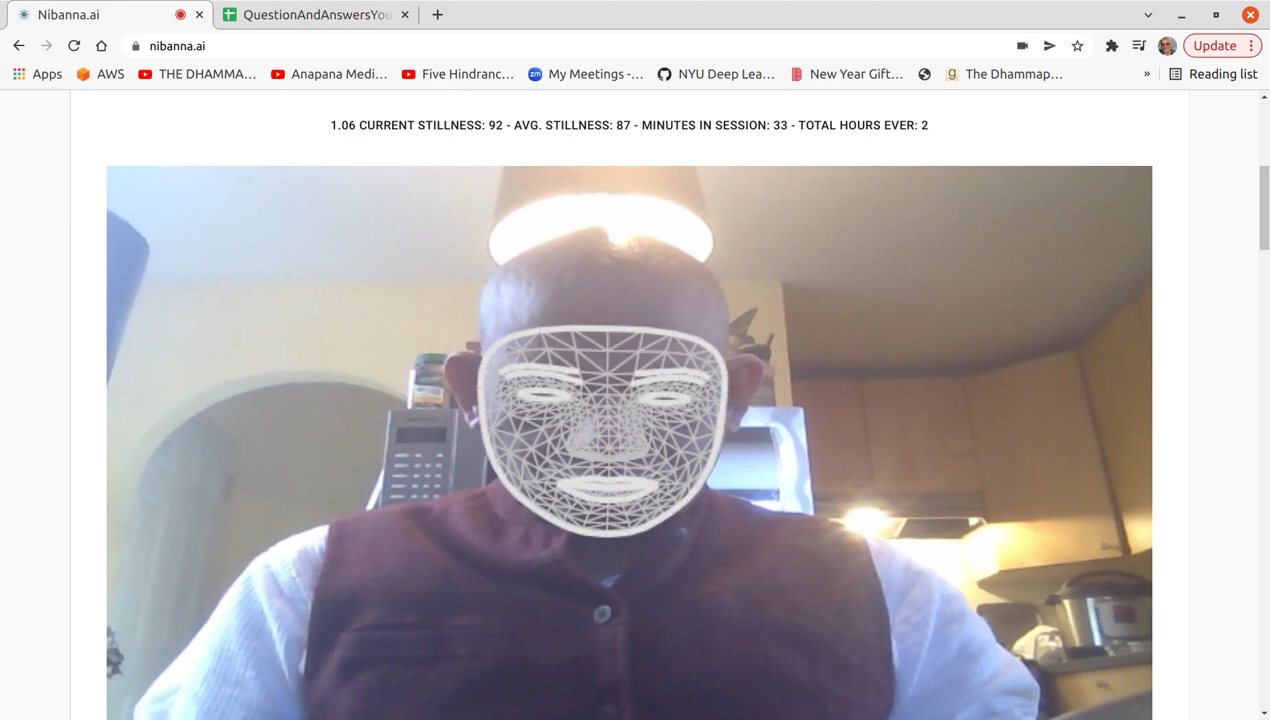 Nibanna.ai
QuestionAndAnswersYou
nibanna.ai
Update
Apps
AWS
THE DHAMMA…
Anapana Medi…
Five Hindranc…
My Meetings -…
NYU Deep Lea…
New Year Gift…
The Dhammap…
»
Reading list
1.06 CURRENT STILLNESS: 92 - AVG. STILLNESS: 87 - MINUTES IN SESSION: 33 - TOTAL HOURS EVER: 2